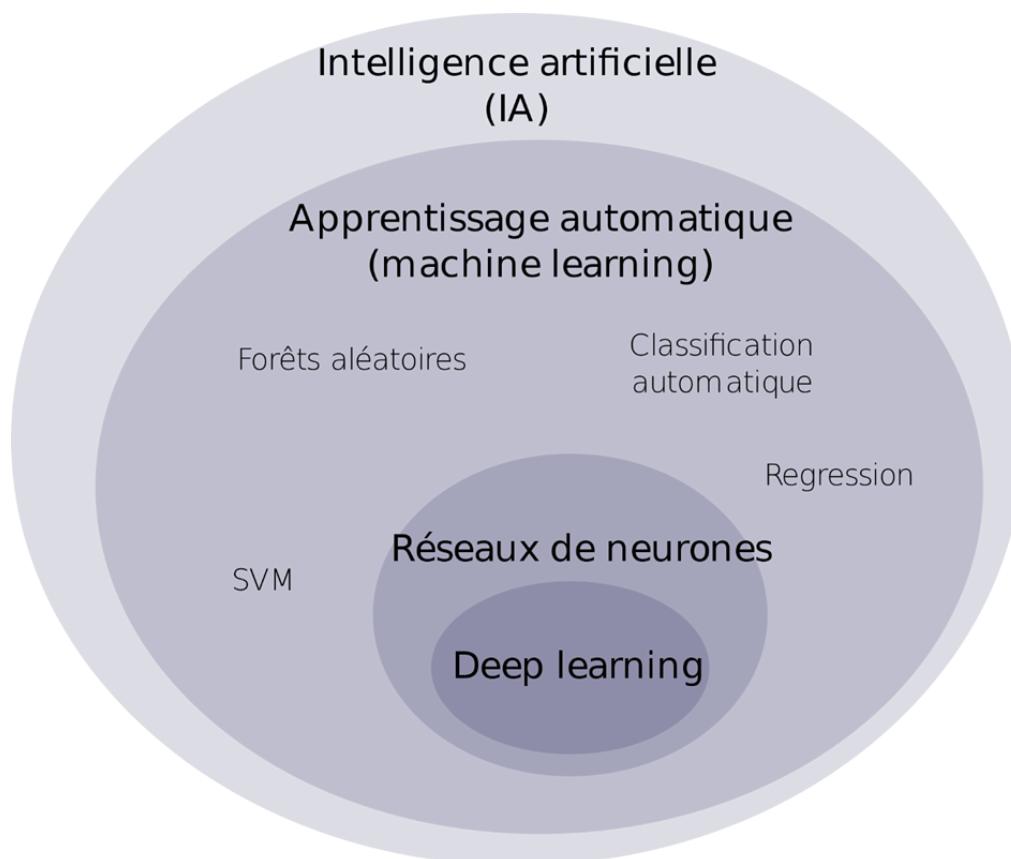 Intelligence artificielle
(IA)
Apprentissage automatique
(machine learning)
Forêts aléatoires
Classification
automatique
Regression
Réseaux de neurones
SVM
Deep learning